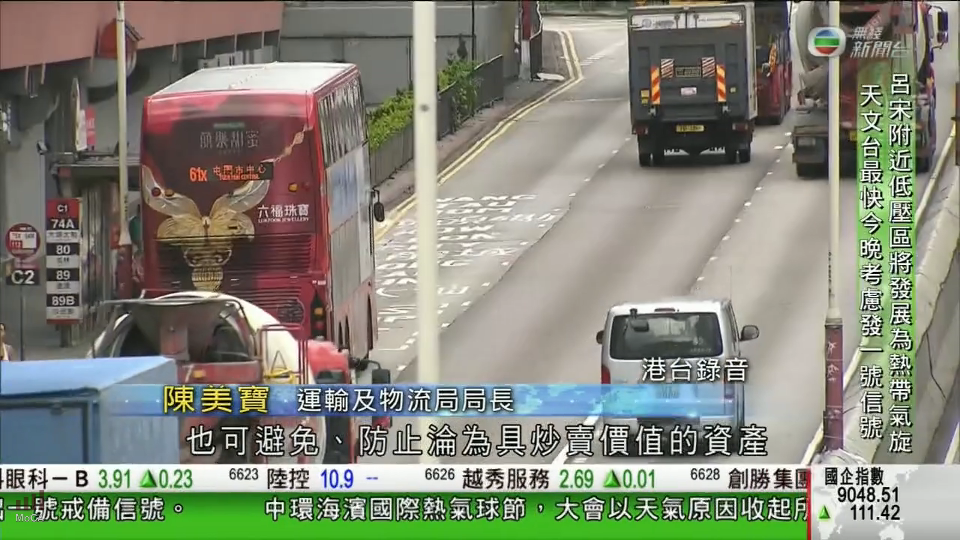 無綫
新聞台
呂宋附近低壓區將發展為熱帶氣旋
天文台最快今晚考慮發一號信號
61X 屯門市中心
六福珠寶
LUKFOOK JEWELLERY
C1
74A
80
89
89B
C2
港台錄音
陳美寶 運輸及物流局局長
也可避免、防止淪為具炒賣價值的資產
眼科－B 3.91 ▲0.23 6623 陸控 10.9 -- 6626 越秀服務 2.69 ▲0.01 6628 創勝集團
國企指數
9048.51
▲ 111.42
一號戒備信號。 中環海濱國際熱氣球節，大會以天氣原因收起所